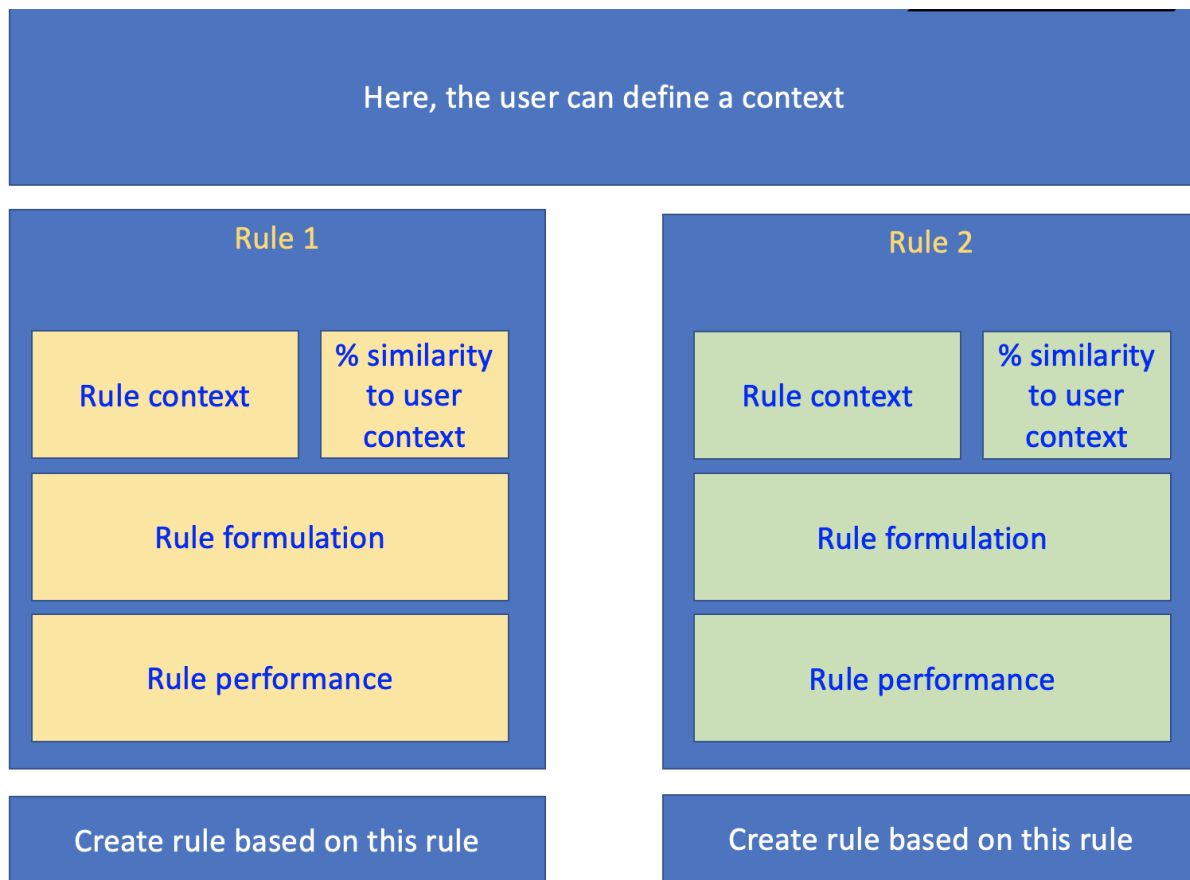 Here, the user can define a context
Rule 1
Rule context
% similarity
to user
context
Rule formulation
Rule performance
Create rule based on this rule
Rule 2
Rule context
% similarity
to user
context
Rule formulation
Rule performance
Create rule based on this rule